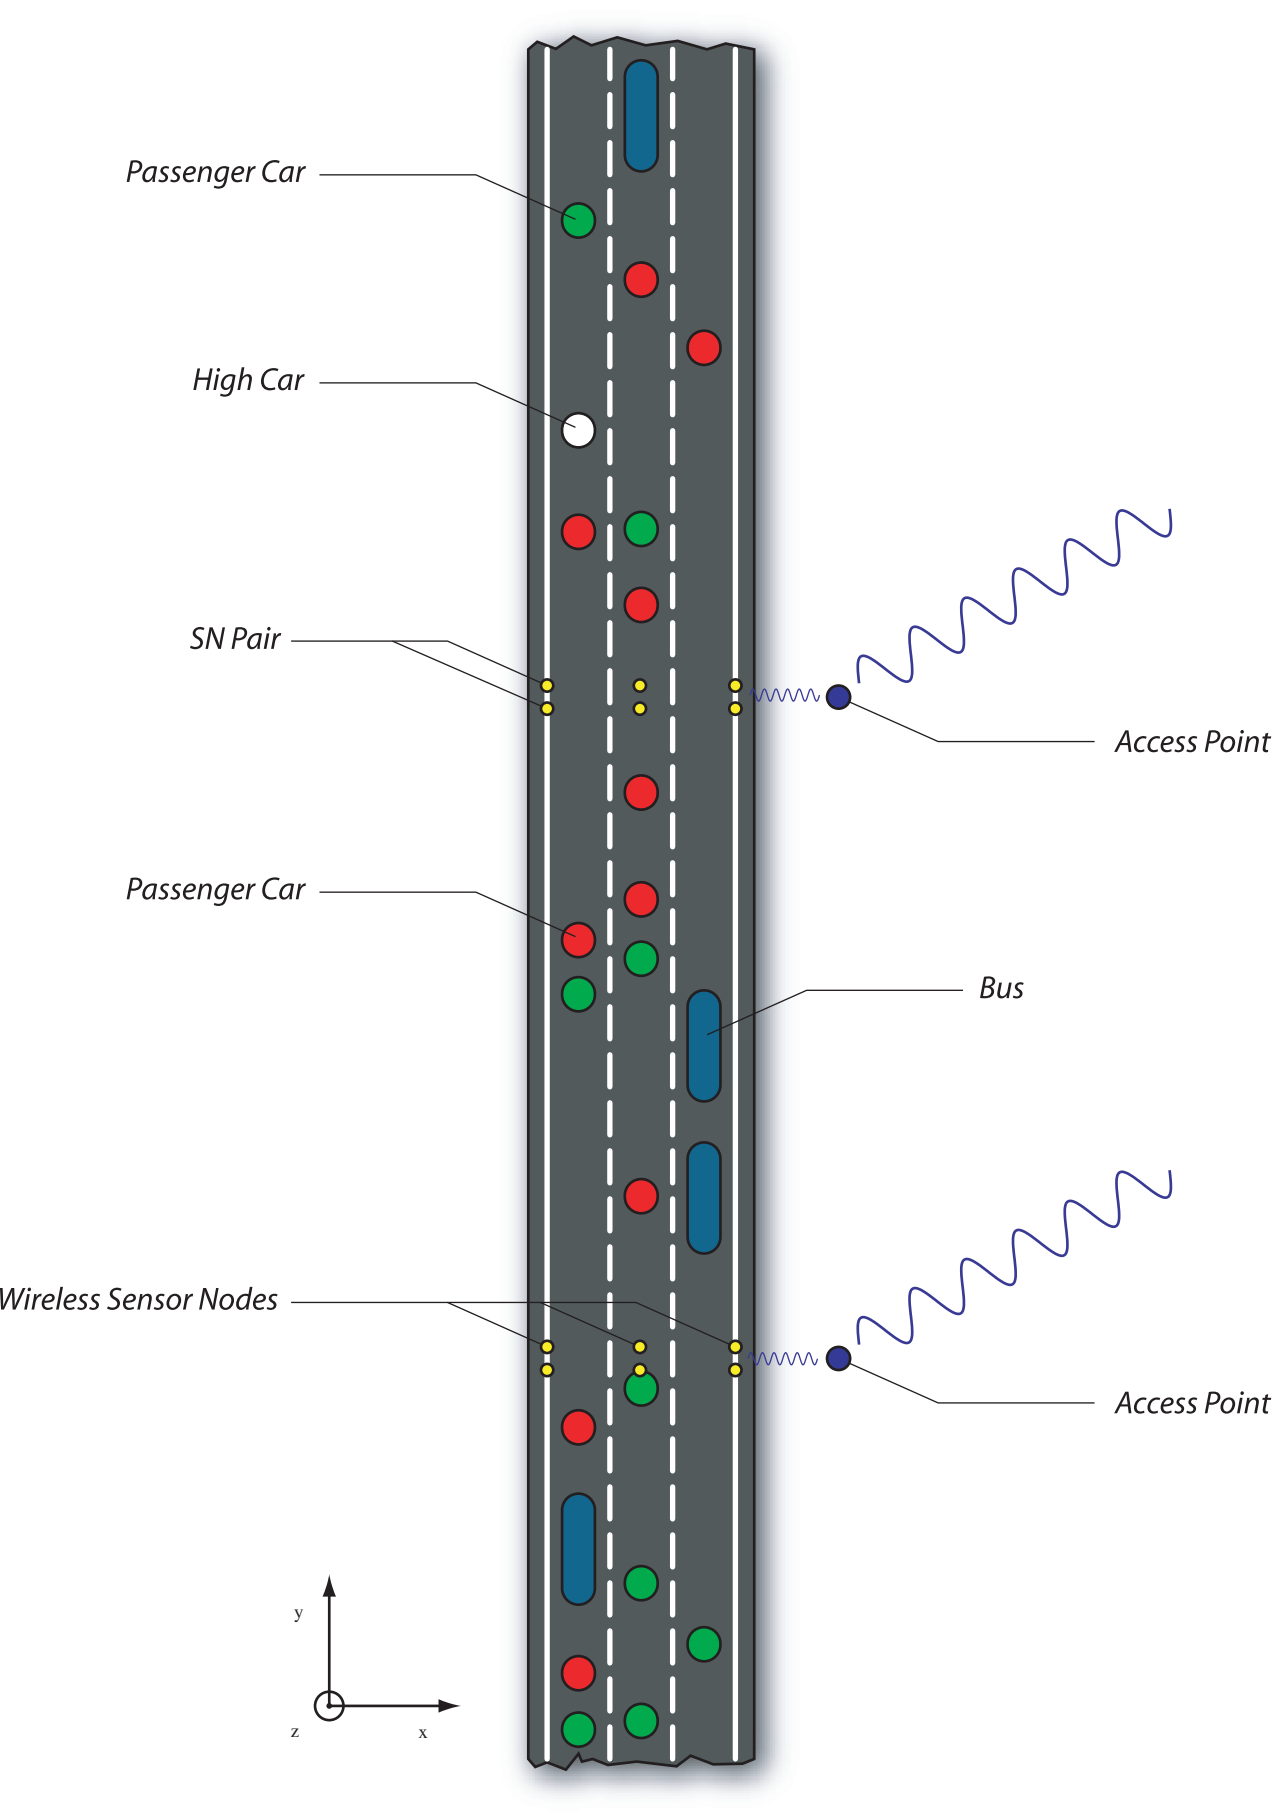 Passenger Car
High Car
SN Pair
Access Point
Passenger Car
Bus
Wireless Sensor Nodes
Access Point
y
z
x